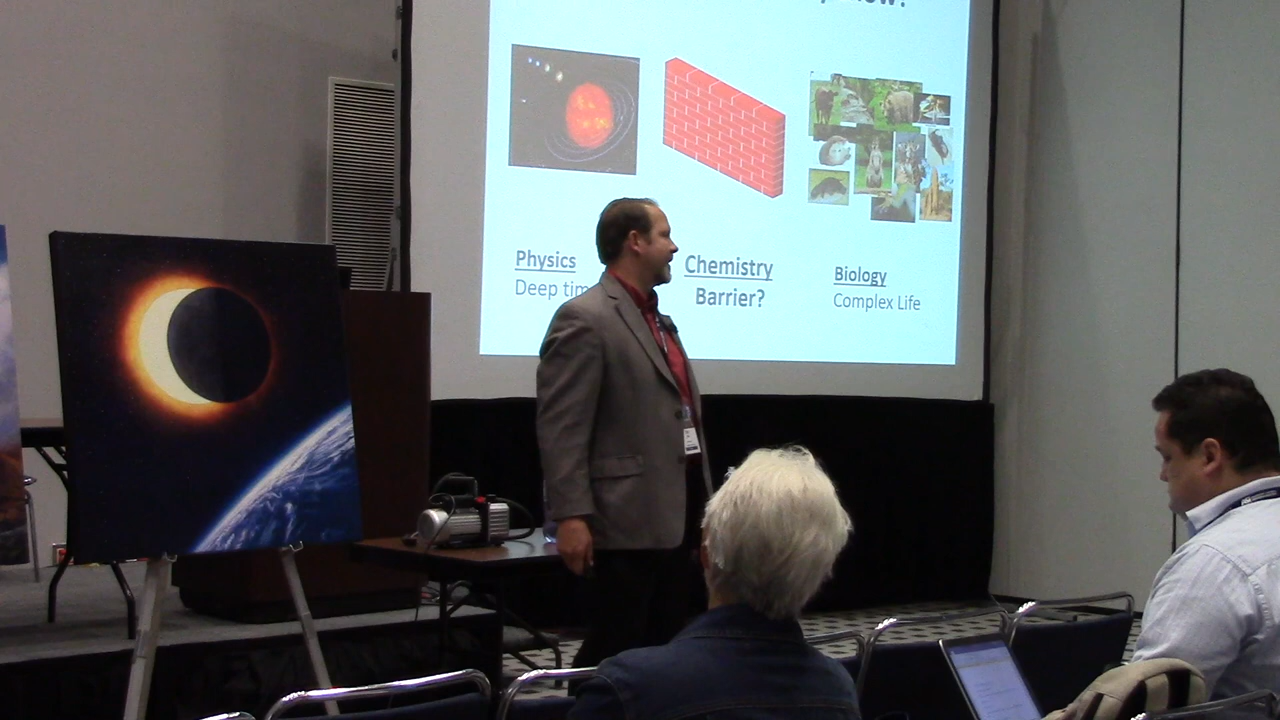 Physics
Deep tim
Chemistry
Barrier?
Biology
Complex Life